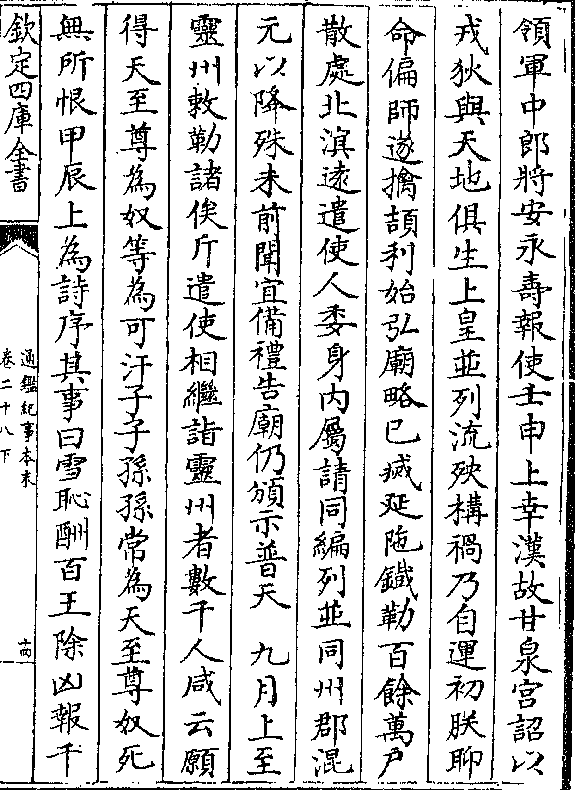 領軍中郎將安永壽報使壬申上幸漢故甘泉宮詔以
戎狄與天地俱生上皇並列流殃構禍乃自運初朕聊
命偏師遂擒頡利始弘廟略已滅延陀鐵勒百餘萬戶
散處北溟遠遣使人委身內屬請同編列並同州郡混
元以降殊未前聞宜備禮告廟仍頒示普天　九月上至
靈州敕勒諸俟斤遣使相繼詣靈州者數千人咸云願
得天至尊為奴等為可汗子子孫孫常為天至尊奴死
無所恨甲辰上為詩序其事曰雪恥酬百王除凶報千
欽定四庫全書
通鑑紀事本末
卷二十八下
十四